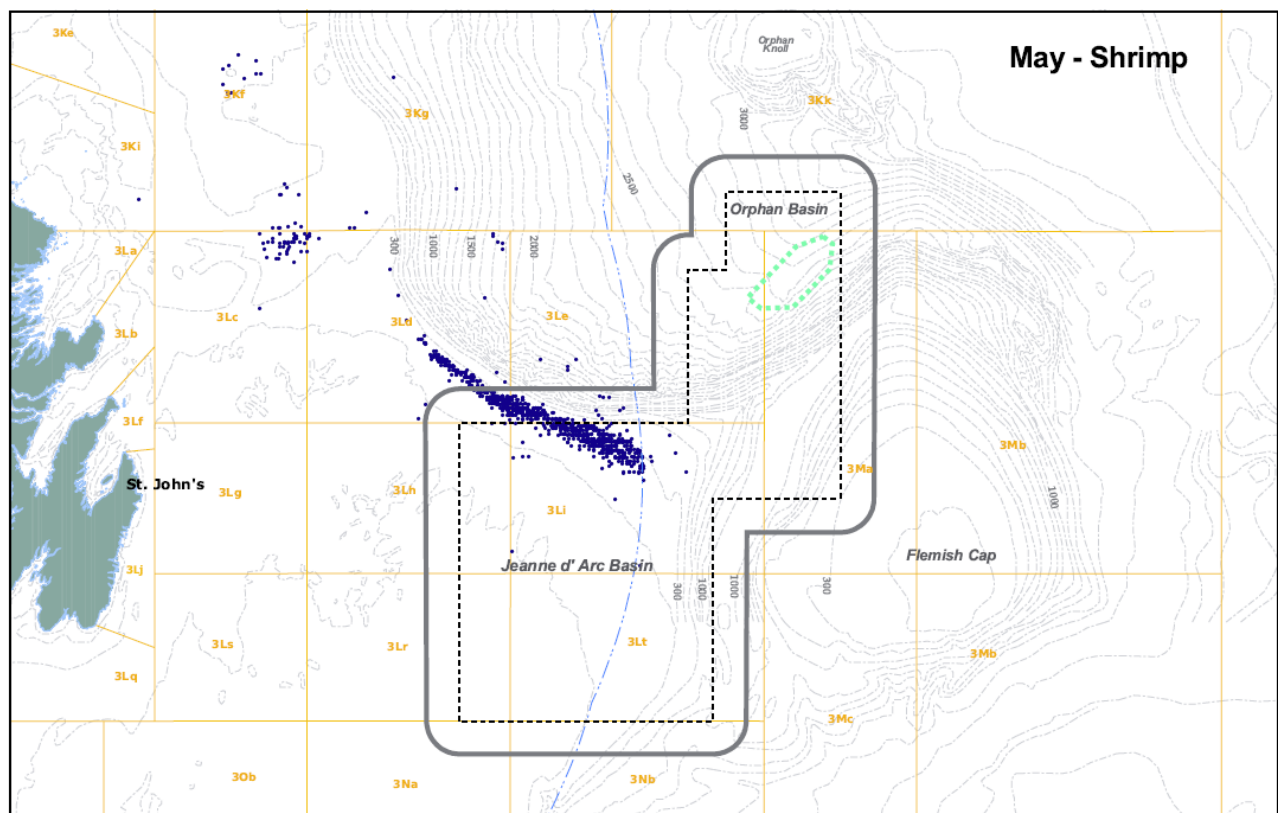 May - Shrimp
3Ke
Orphan
Knoll
3Kf
3Kg
3Kk
3000
3Ki
2500
Orphan Basin
3La
300
1000
1500
2000
3Lc
3Ld
3Le
3Lb
3Lf
3Ma
3Mb
St. John's
3Lg
3Lh
1000
3Li
Jeanne d' Arc Basin
Flemish Cap
3Lj
300
1000
1000
300
3Ls
3Lr
3Lt
3Mb
3Lq
3Mc
3Ob
3Na
3Nb